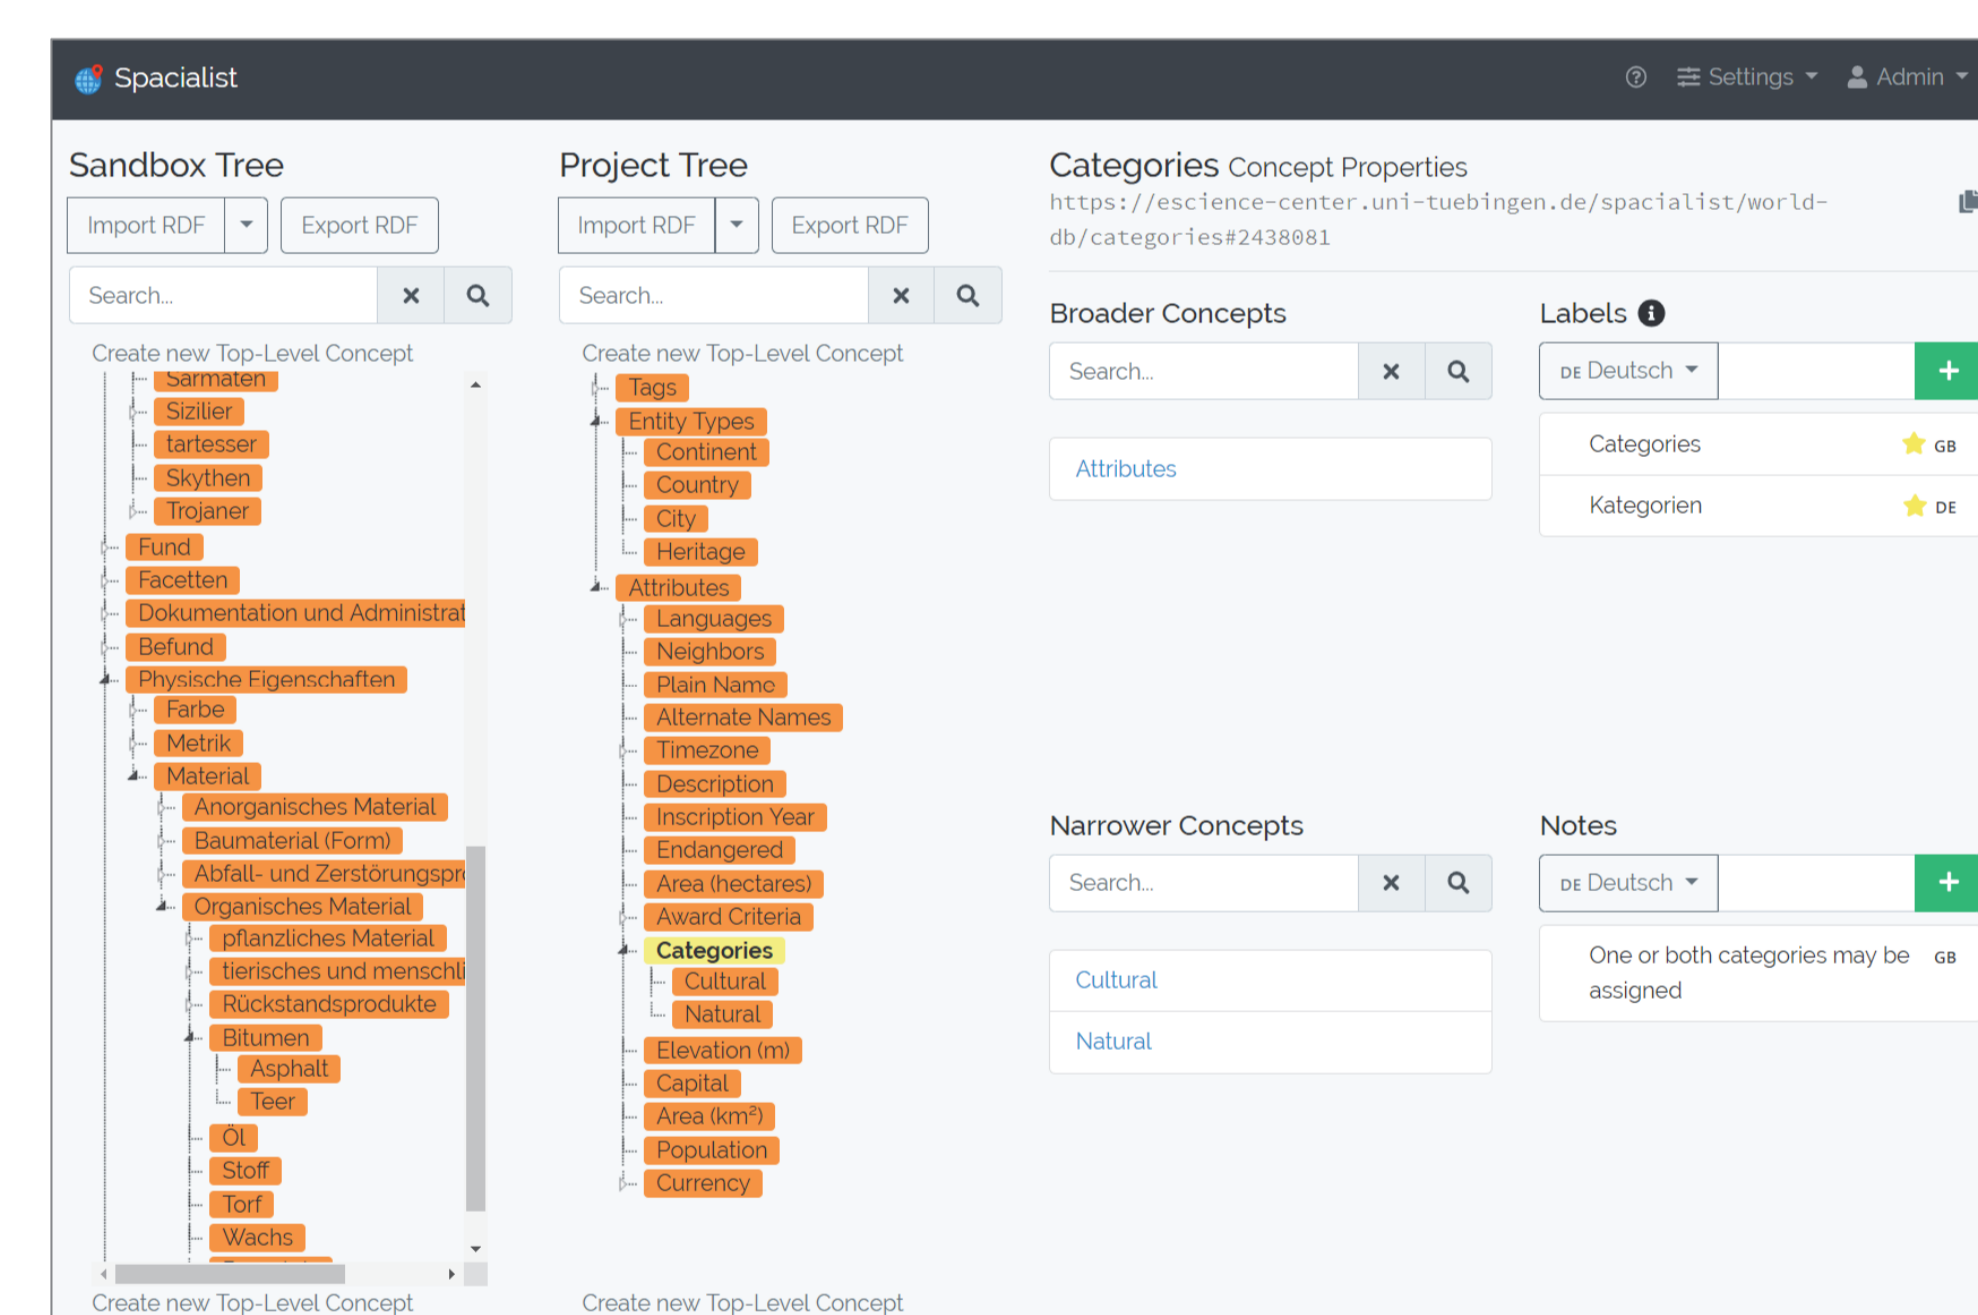 Spacialist
Settings
Admin
Sandbox Tree
Import RDF
Export RDF
Search...
Create new Top-Level Concept
Sarmaten
Sizilier
tartesser
Skythen
Trojaner
Fund
Facetten
Dokumentation und Administrat
Befund
Physische Eigenschaften
Farbe
Metrik
Material
Anorganisches Material
Baumaterial (Form)
Abfall- und Zerstörungspr
Organisches Material
pflanzliches Material
tierisches und menschli
Rückstandsprodukte
Bitumen
Asphalt
Teer
Öl
Stoff
Torf
Wachs
Create new Top-Level Concept
Project Tree
Import RDF
Export RDF
Search...
Create new Top-Level Concept
Tags
Entity Types
Continent
Country
City
Heritage
Attributes
Languages
Neighbors
Plain Name
Alternate Names
Timezone
Description
Inscription Year
Endangered
Area (hectares)
Award Criteria
Categories
Cultural
Natural
Elevation (m)
Capital
Area (km²)
Population
Currency
Create new Top-Level Concept
Categories Concept Properties
https://escience-center.uni-tuebingen.de/spacialist/world-
db/categories#2438081
Broader Concepts
Search...
Attributes
Labels
DE Deutsch
Categories GB
Kategorien DE
Narrower Concepts
Search...
Cultural
Natural
Notes
DE Deutsch
One or both categories may be GB
assigned